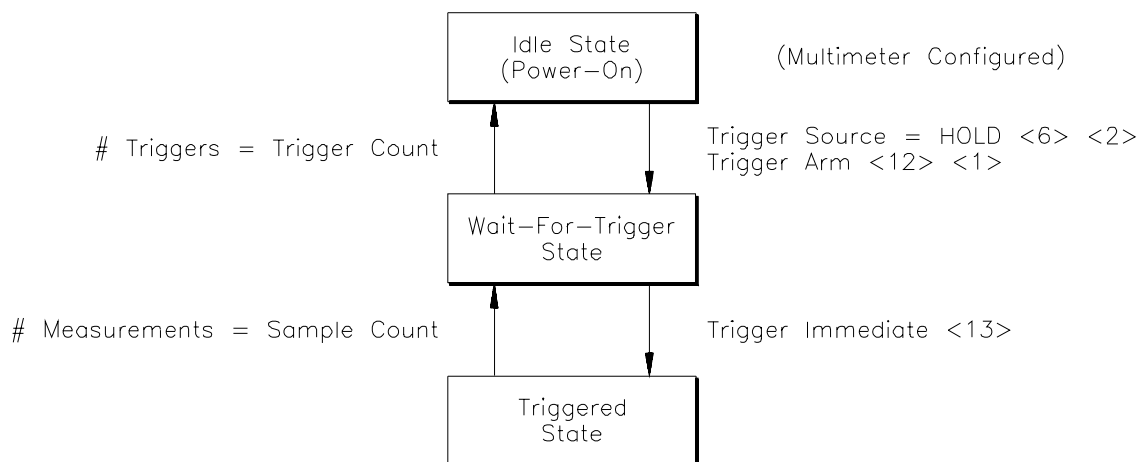 Idle State
(Power-On)
(Multimeter Configured)
# Triggers = Trigger Count
Trigger Source = HOLD <6> <2>
Trigger Arm <12> <1>
Wait-For-Trigger
State
# Measurements = Sample Count
Trigger Immediate <13>
Triggered
State